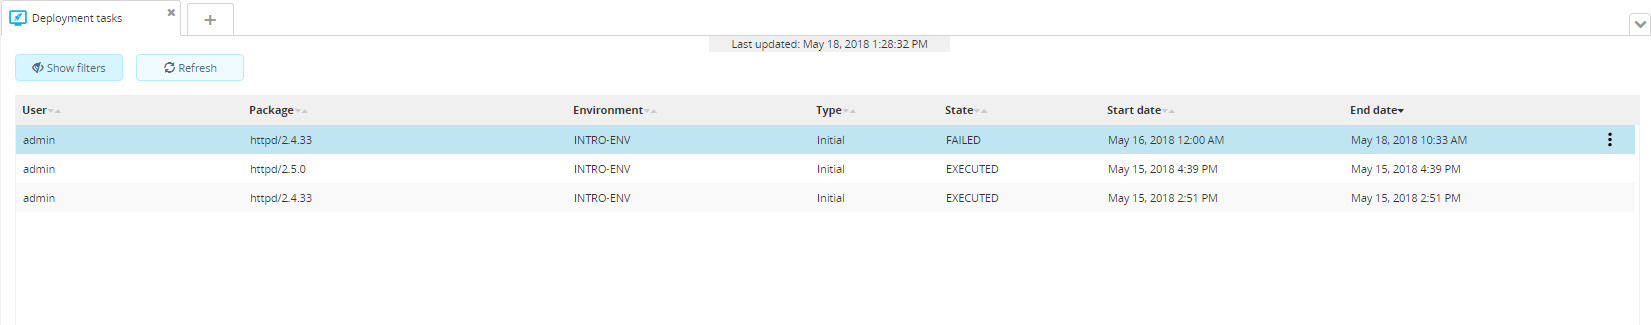 Deployment tasks
Last updated: May 18, 2018 1:28:32 PM
Show filters Refresh
User Package Environment Type State Start date End date
admin httpd/2.4.33 INTRO-ENV Initial FAILED May 16, 2018 12:00 AM May 18, 2018 10:33 AM
admin httpd/2.5.0 INTRO-ENV Initial EXECUTED May 15, 2018 4:39 PM May 15, 2018 4:39 PM
admin httpd/2.4.33 INTRO-ENV Initial EXECUTED May 15, 2018 2:51 PM May 15, 2018 2:51 PM